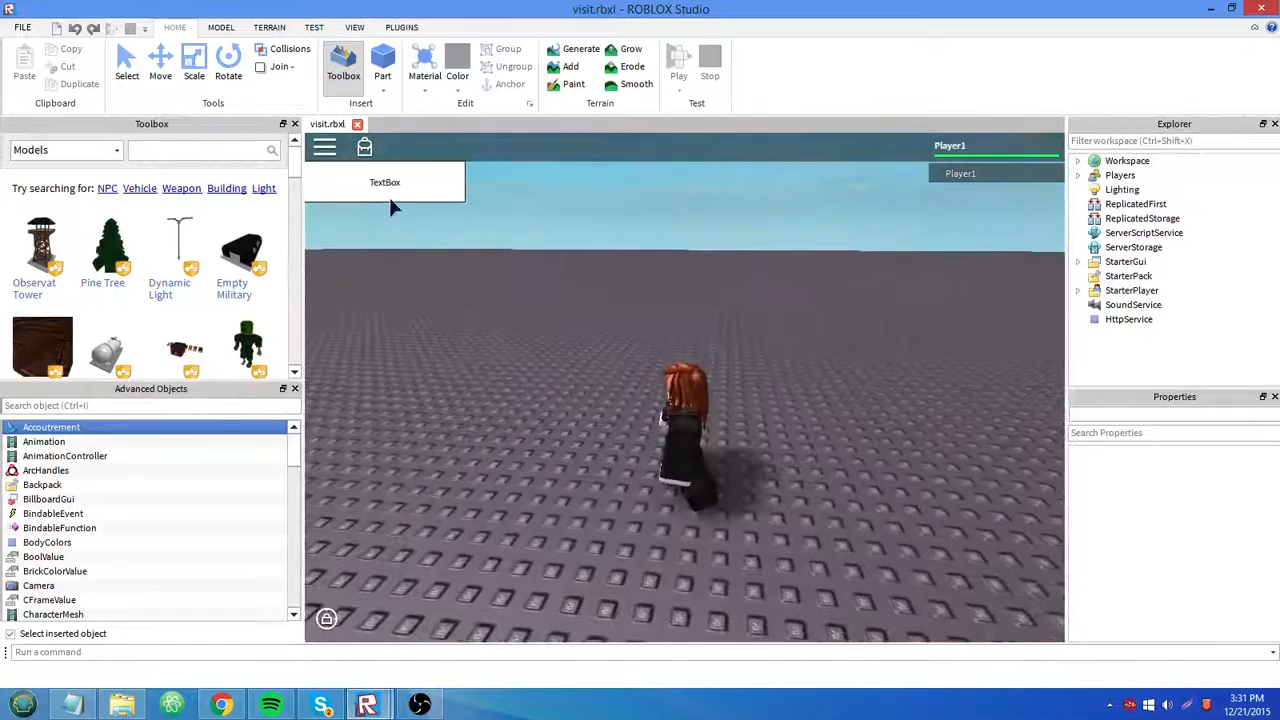 visit.rbxl - ROBLOX Studio
FILE HOME MODEL TERRAIN TEST VIEW PLUGINS
Paste Copy Cut Duplicate
Clipboard
Select Move Scale Rotate Collisions Join
Tools
Toolbox Part
Insert
Material Color Group Ungroup Anchor
Edit
Generate Grow
Add Erode
Paint Smooth
Terrain
Play Stop
Test
Toolbox
Models
Try searching for: NPC Vehicle Weapon Building Light
Observat Tower
Pine Tree
Dynamic Light
Empty Military
Advanced Objects
Search object (Ctrl+I)
Accoutrement
Animation
AnimationController
ArcHandles
Backpack
BillboardGui
BindableEvent
BindableFunction
BodyColors
BoolValue
BrickColorValue
Camera
CFrameValue
CharacterMesh
Select inserted object
Run a command
visit.rbxl
TextBox
Player1
Player1
Explorer
Filter workspace (Ctrl+Shift+X)
Workspace
Players
Lighting
ReplicatedFirst
ReplicatedStorage
ServerScriptService
ServerStorage
StarterGui
StarterPack
StarterPlayer
SoundService
HttpService
Properties
Search Properties
3:31 PM
12/21/2015